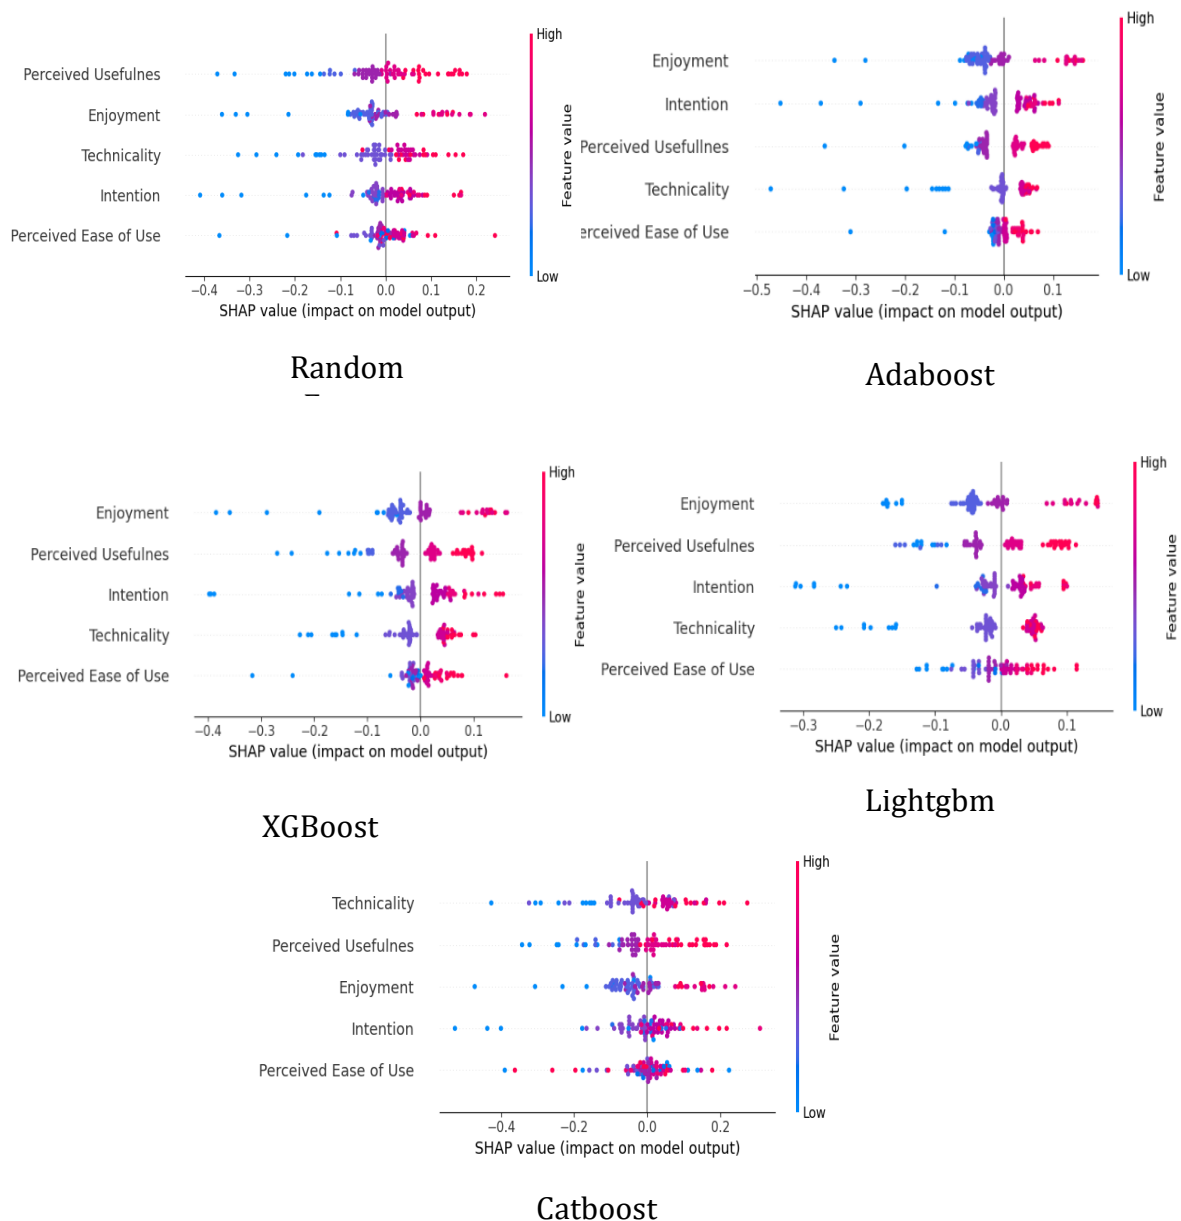 High
Perceived Usefulnes
Enjoyment
Technicality
Intention
Perceived Ease of Use
Feature value
Low
−0.4 −0.3 −0.2 −0.1 0.0 0.1 0.2
SHAP value (impact on model output)
Random
High
Enjoyment
Intention
Perceived Usefullnes
Technicality
erceived Ease of Use
Feature value
Low
−0.5 −0.4 −0.3 −0.2 −0.1 0.0 0.1
SHAP value (impact on model output)
Adaboost
High
Enjoyment
Perceived Usefulnes
Intention
Technicality
Perceived Ease of Use
Feature value
Low
−0.4 −0.3 −0.2 −0.1 0.0 0.1
SHAP value (impact on model output)
XGBoost
High
Enjoyment
Perceived Usefulnes
Intention
Technicality
Perceived Ease of Use
Feature value
Low
−0.3 −0.2 −0.1 0.0 0.1
SHAP value (impact on model output)
Lightgbm
High
Technicality
Perceived Usefulnes
Enjoyment
Intention
Perceived Ease of Use
Feature value
Low
−0.4 −0.2 0.0 0.2
SHAP value (impact on model output)
Catboost